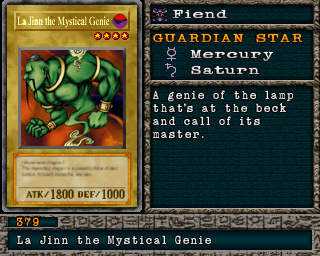 La Jinn the Mystical Genie
ATK/1800 DEF/1000
Fiend
GUARDIAN STAR
Mercury
Saturn
A genie of the lamp
that's at the beck
and call of its
master.
379
La Jinn the Mystical Genie